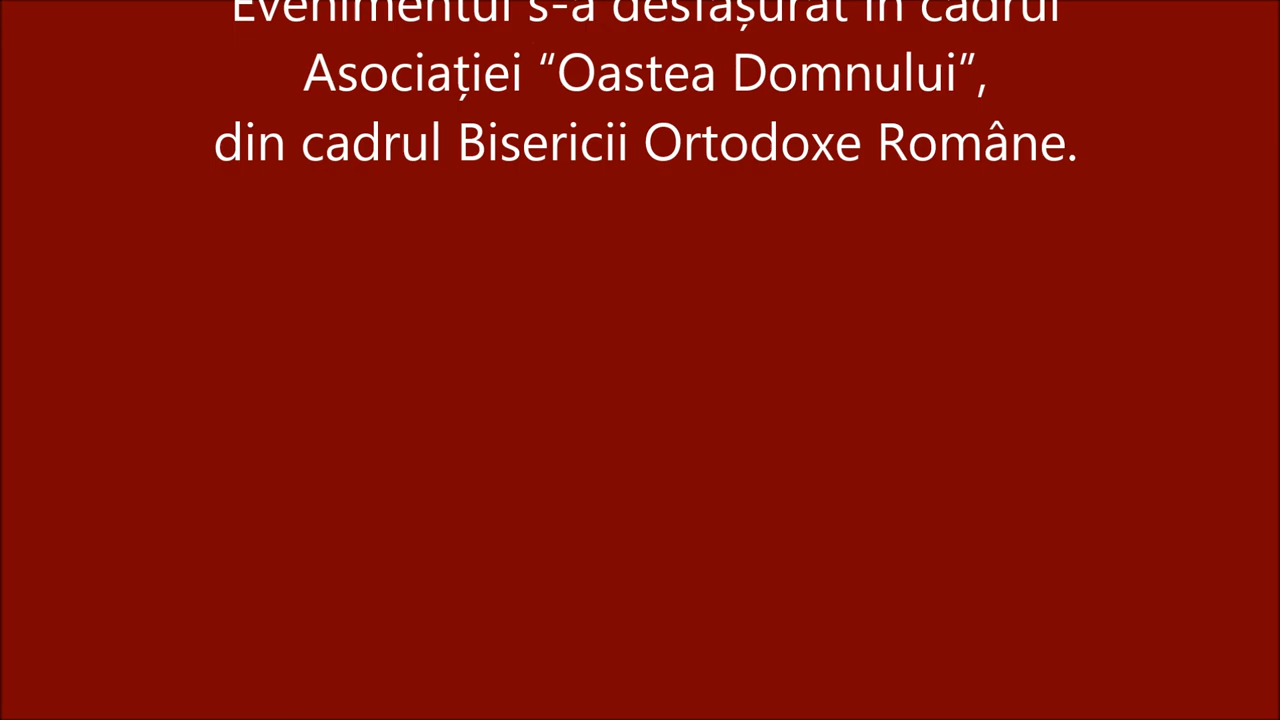 Evenimentul s-a desfășurat în cadrul
Asociației “Oastea Domnului”,
din cadrul Bisericii Ortodoxe Române.